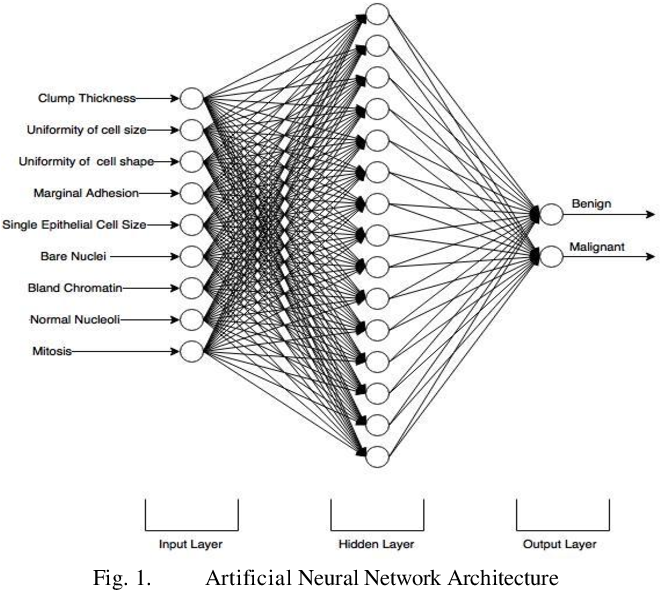 Clump Thickness
Uniformity of cell size
Uniformity of cell shape
Marginal Adhesion
Single Epithelial Cell Size
Bare Nuclei
Bland Chromatin
Normal Nucleoli
Mitosis
Benign
Malignant
Input Layer
Hidden Layer
Output Layer
Fig. 1. Artificial Neural Network Architecture